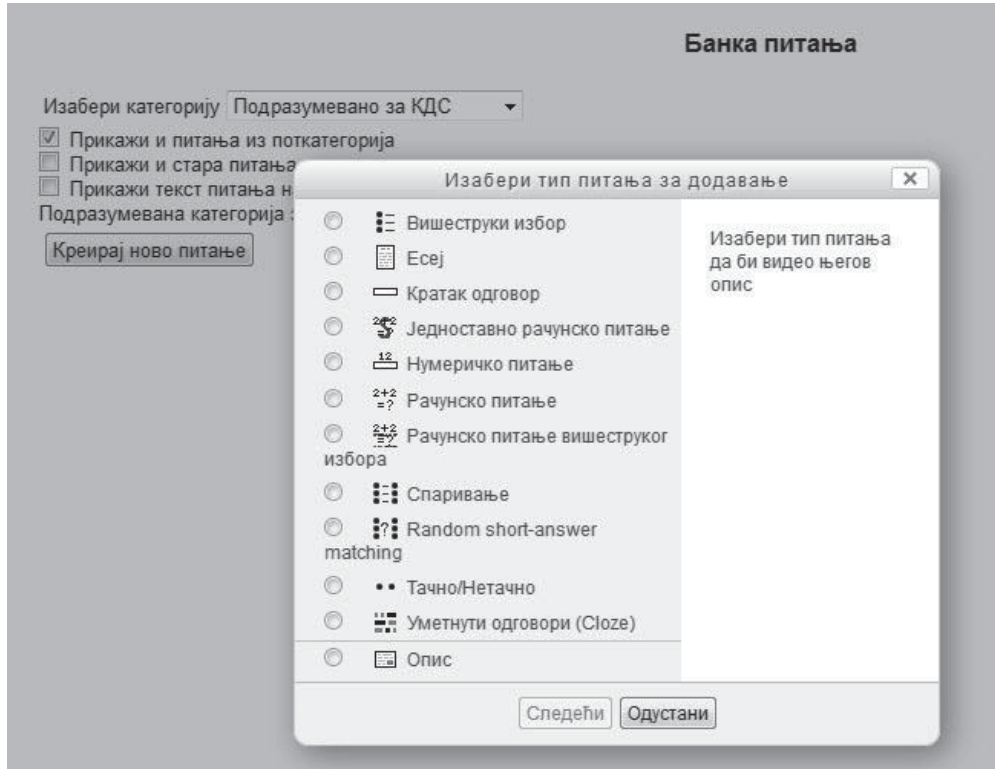 Банка питања
Изабери категорију Подразумевано за КДС
Прикажи и питања из поткатегорија
Прикажи и стара питања
Прикажи текст питања
Подразумевана категорија
Креирај ново питање
Изабери тип питања за додавање
Вишеструки избор
Есеј
Кратак одговор
Једноставно рачунско питање
Нумеричко питање
Рачунско питање
Рачунско питање вишеструког
избора
Спаривање
Random short-answer
matching
Тачно/Нетачно
Уметнути одговори (Cloze)
Опис
Изабери тип питања
да би видео његов
опис
Следећи Одустани